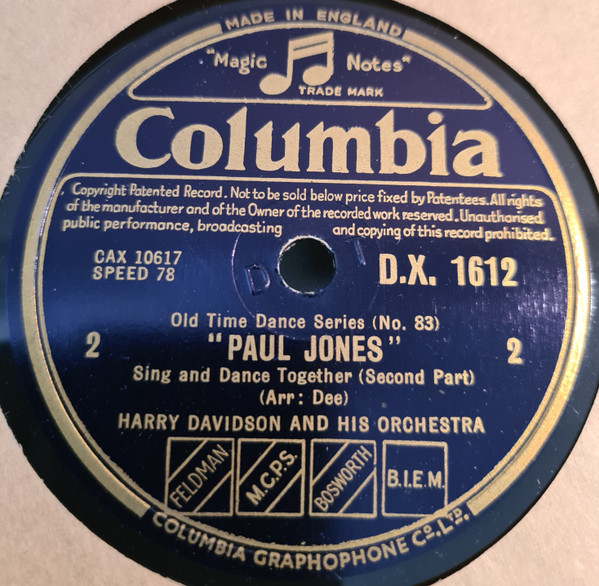 MADE IN ENGLAND
"Magic Notes"
TRADE MARK
Columbia
Copyright Patented Record. Not to be sold below price fixed by Patentees. All rights
of the manufacturer and of the Owner of the recorded work reserved. Unauthorised
public performance, broadcasting and copying of this record prohibited.
CAX 10617
SPEED 78
D.X. 1612
D 1
Old Time Dance Series (No. 83)
2 "PAUL JONES" 2
Sing and Dance Together (Second Part)
(Arr: Dee)
HARRY DAVIDSON AND HIS ORCHESTRA
FELDMAN M.C.P.S. BOSWORTH B.I.E.M.
COLUMBIA GRAPHOPHONE Co. LTD.